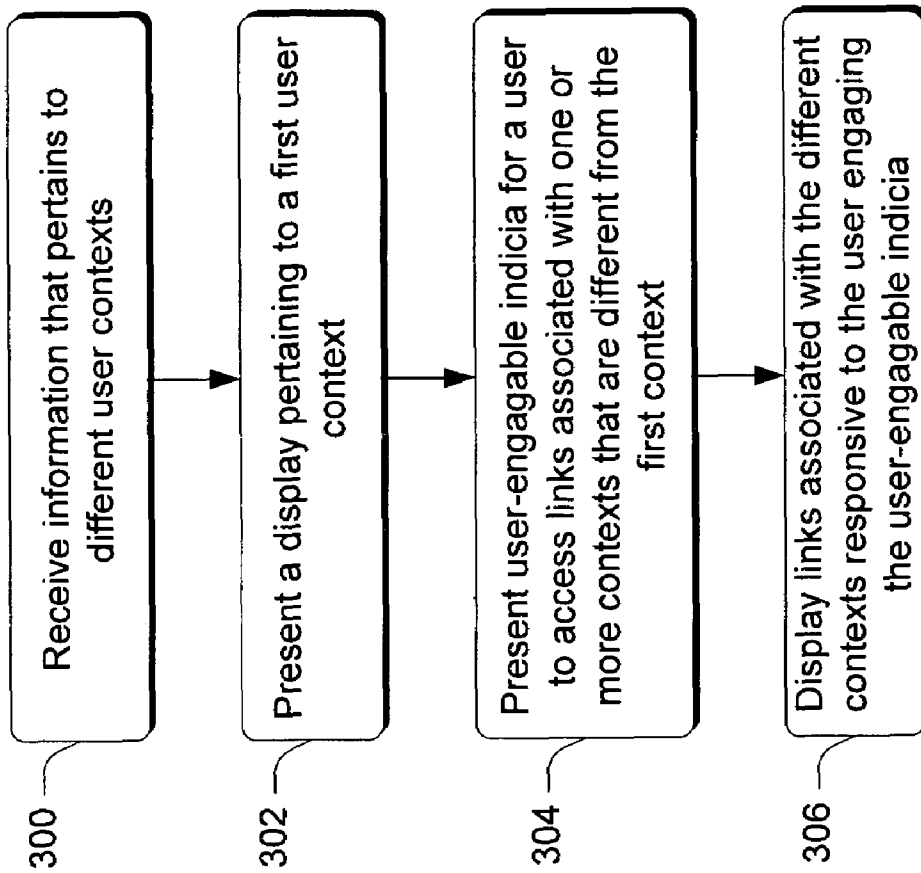 300
Receive information that pertains to
different user contexts
302
Present a display pertaining to a first user
context
304
Present user-engagable indicia for a user
to access links associated with one or
more contexts that are different from the
first context
306
Display links associated with the different
contexts responsive to the user engaging
the user-engagable indicia